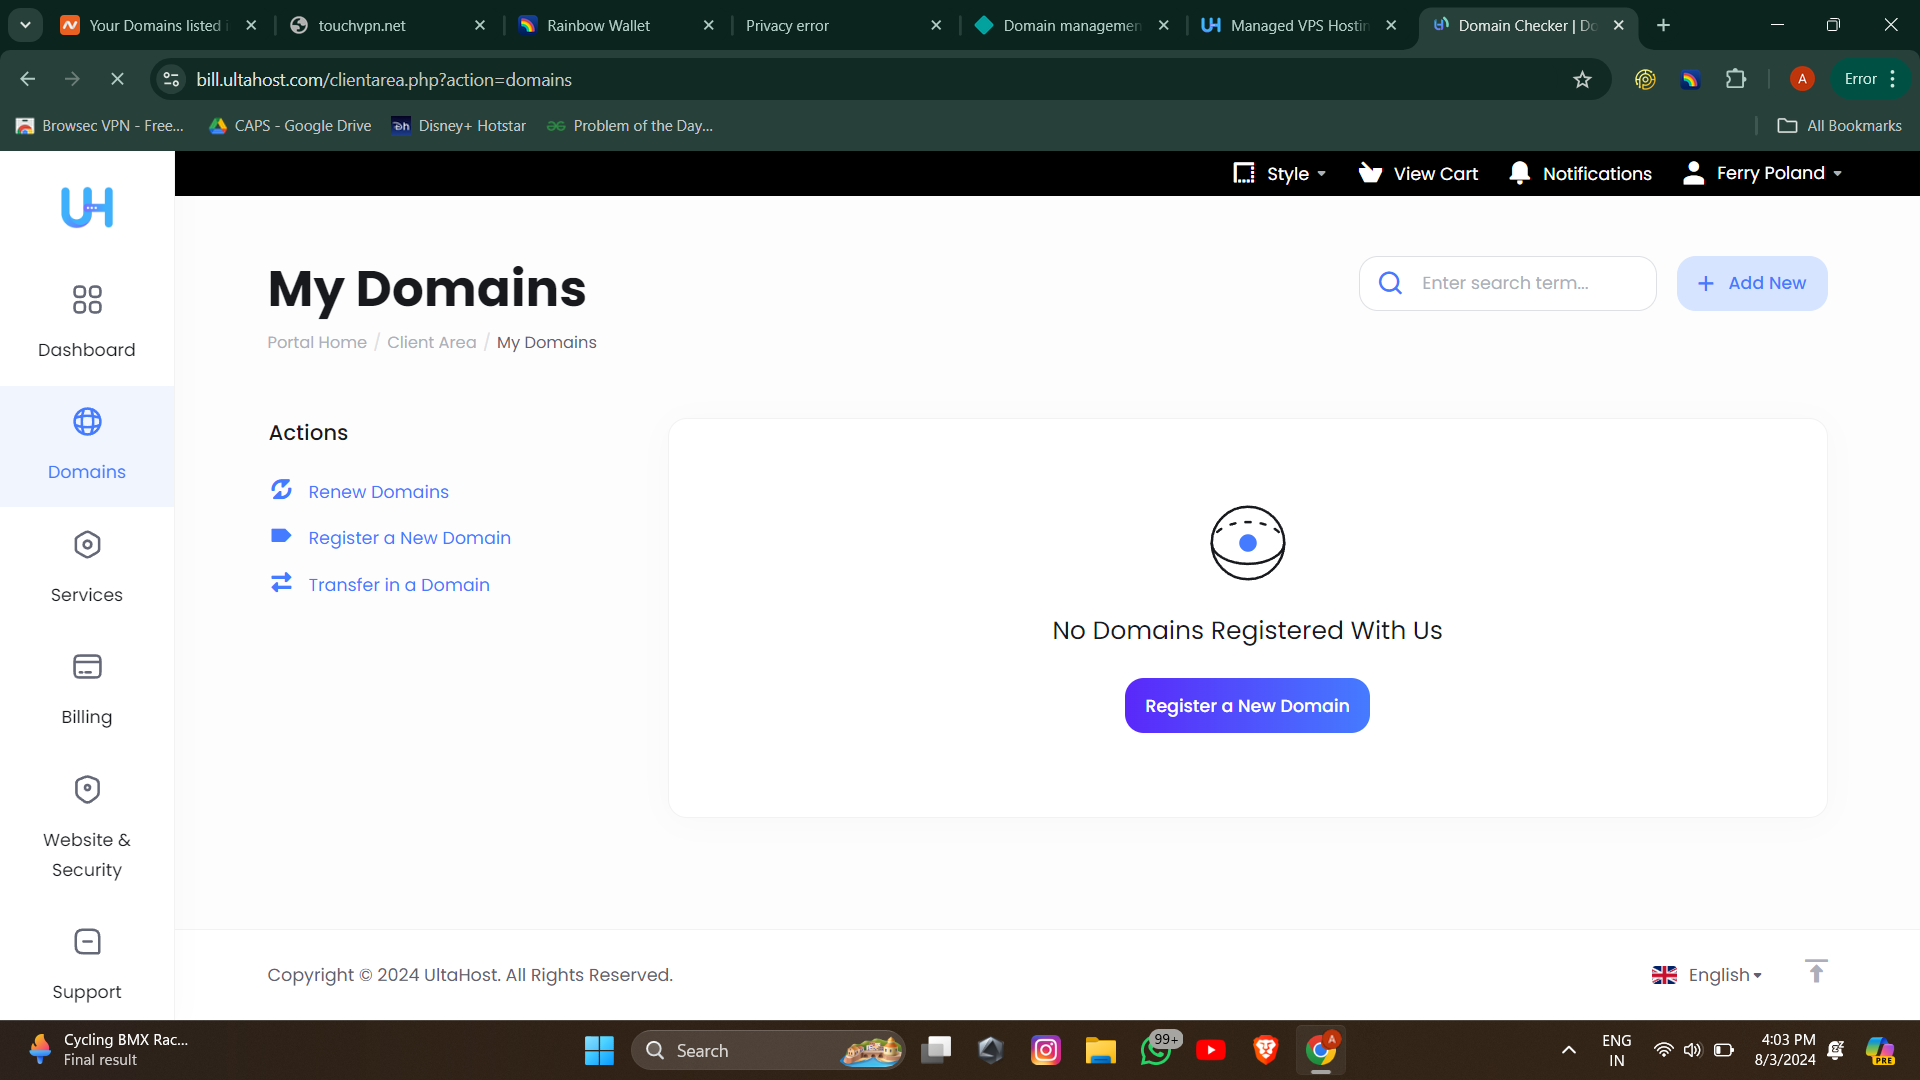 Your Domains listed i
touchvpn.net
Rainbow Wallet
Privacy error
Domain managemen
Managed VPS Hostin
Domain Checker | Do
bill.ultahost.com/clientarea.php?action=domains
A
Error
Browsec VPN - Free...
CAPS - Google Drive
Disney+ Hotstar
Problem of the Day...
All Bookmarks
Style
View Cart
Notifications
Ferry Poland
UH
Dashboard
Domains
Services
Billing
Website &
Security
Support
My Domains
Enter search term...
+ Add New
Portal Home / Client Area / My Domains
Actions
Renew Domains
Register a New Domain
Transfer in a Domain
No Domains Registered With Us
Register a New Domain
Copyright © 2024 UltaHost. All Rights Reserved.
English
Cycling BMX Rac...
Final result
Search
99+
A
ENG
IN
4:03 PM
8/3/2024
PRE